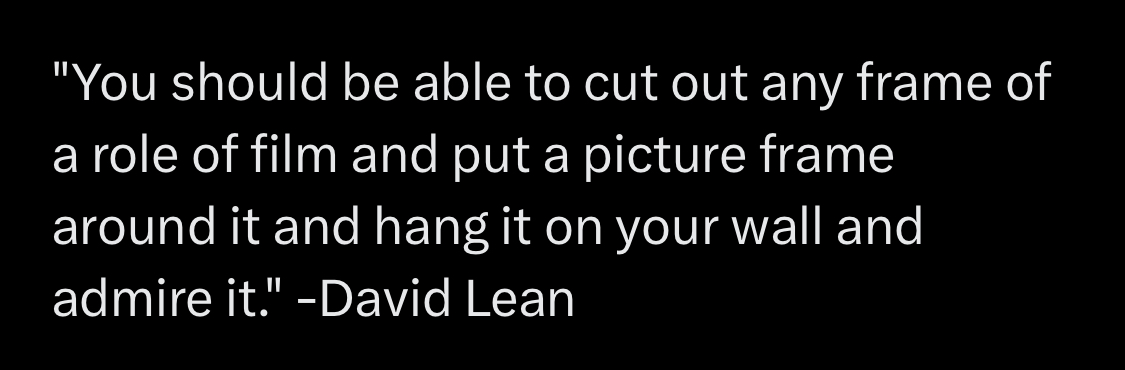 "You should be able to cut out any frame of
a role of film and put a picture frame
around it and hang it on your wall and
admire it." -David Lean